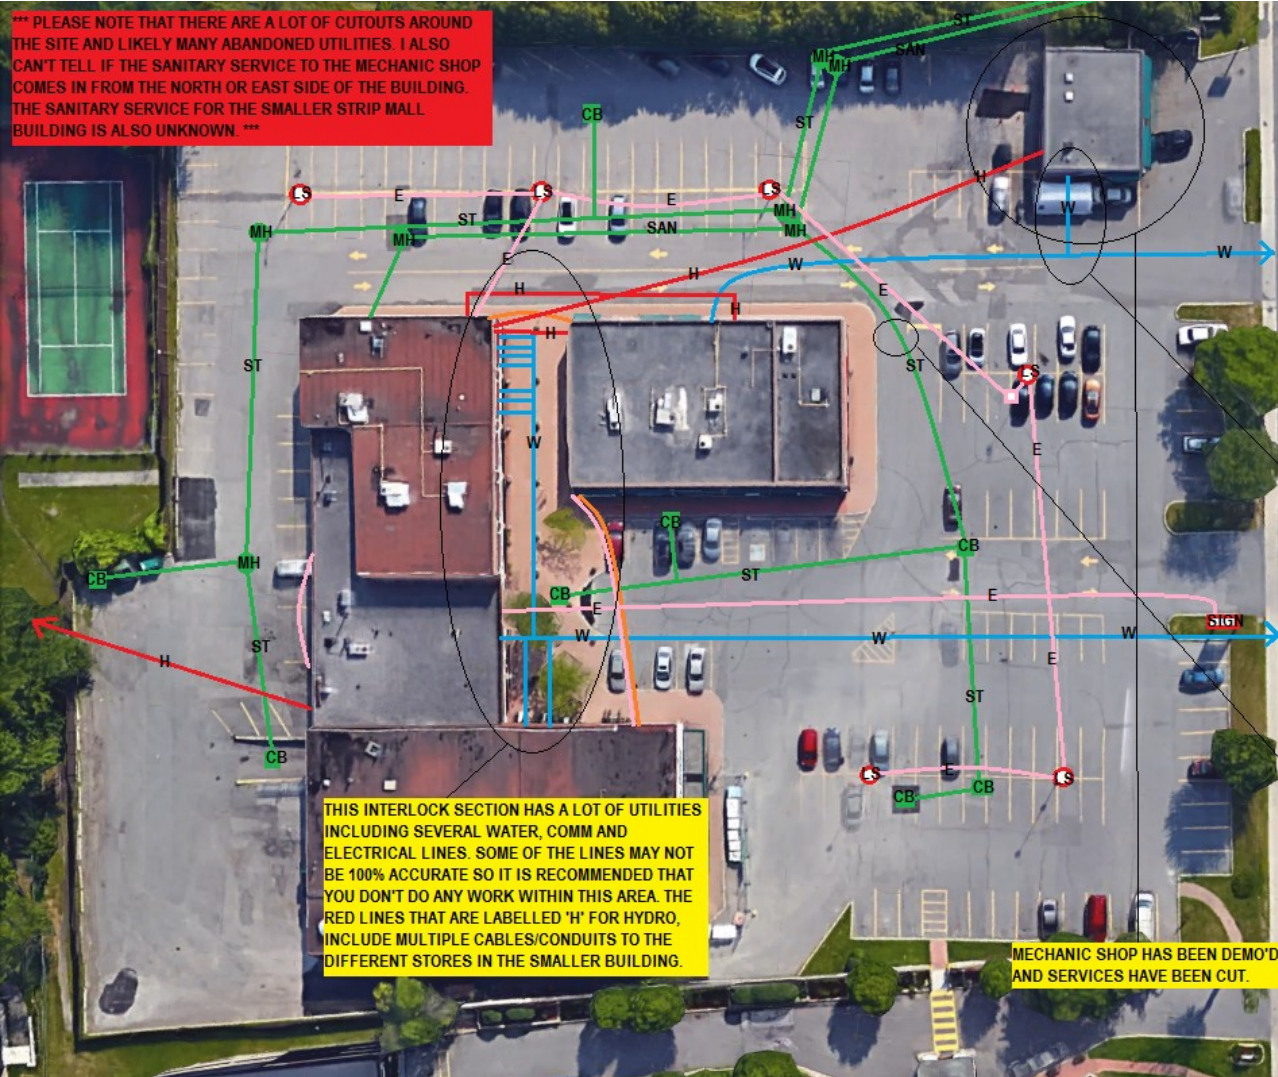 *** PLEASE NOTE THAT THERE ARE A LOT OF CUTOUTS AROUND
THE SITE AND LIKELY MANY ABANDONED UTILITIES. I ALSO
CAN'T TELL IF THE SANITARY SERVICE TO THE MECHANIC SHOP
COMES IN FROM THE NORTH OR EAST SIDE OF THE BUILDING.
THE SANITARY SERVICE FOR THE SMALLER STRIP MALL
BUILDING IS ALSO UNKNOWN. ***
ST
SAN
MH
MH
CB
ST
H
LS
E
LS
E
LS
W
ST
MH
MH
SAN
MH
MH
E
W
W
H
H
E
H
H
ST
ST
LS
W
E
CB
CB
MH
CB
ST
CB
E
E
SIGN
W
W
W
ST
E
H
ST
CB
LS
E
LS
CB
CB
THIS INTERLOCK SECTION HAS A LOT OF UTILITIES
INCLUDING SEVERAL WATER, COMM AND
ELECTRICAL LINES. SOME OF THE LINES MAY NOT
BE 100% ACCURATE SO IT IS RECOMMENDED THAT
YOU DON'T DO ANY WORK WITHIN THIS AREA. THE
RED LINES THAT ARE LABELLED 'H' FOR HYDRO,
INCLUDE MULTIPLE CABLES/CONDUITS TO THE
DIFFERENT STORES IN THE SMALLER BUILDING.
MECHANIC SHOP HAS BEEN DEMO'D
AND SERVICES HAVE BEEN CUT.